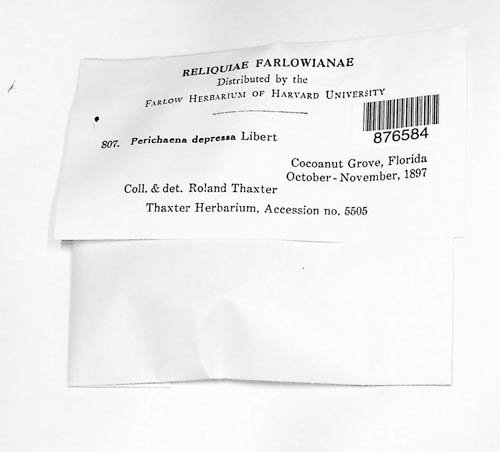 RELIQUIAE FARLOWIANAE
Distributed by the
FARLOW HERBARIUM OF HARVARD UNIVERSITY
876584
807. Perichaena depressa Libert
Cocoanut Grove, Florida
October-November, 1897
Coll. & det. Roland Thaxter
Thaxter Herbarium, Accession no. 5505